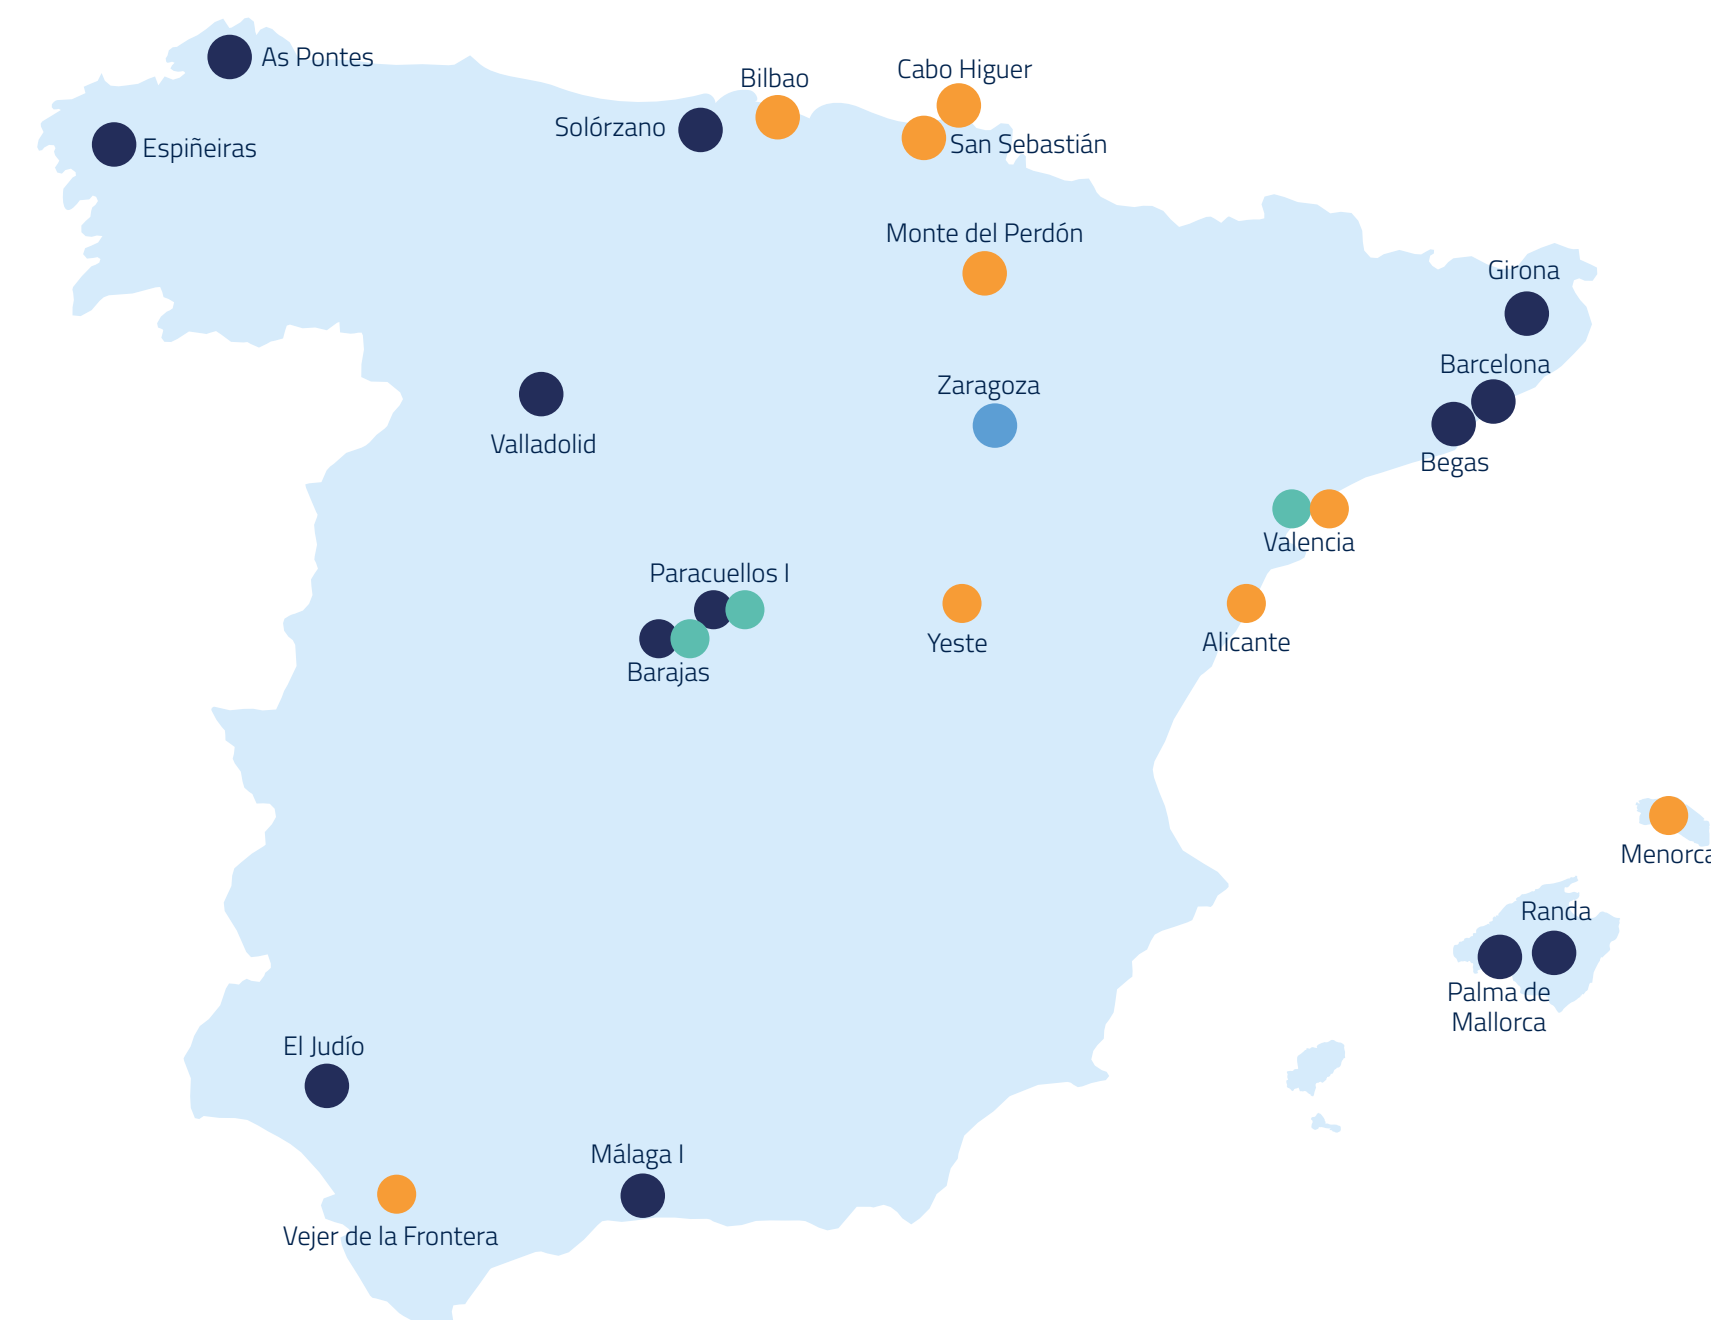 As Pontes
Cabo Higuer
Bilbao
Solórzano
San Sebastián
Espiñeiras
Monte del Perdón
Girona
Barcelona
Zaragoza
Valladolid
Begas
Valencia
Paracuellos I
Yeste
Alicante
Barajas
Menorca
Randa
Palma de
Mallorca
El Judío
Málaga I
Vejer de la Frontera